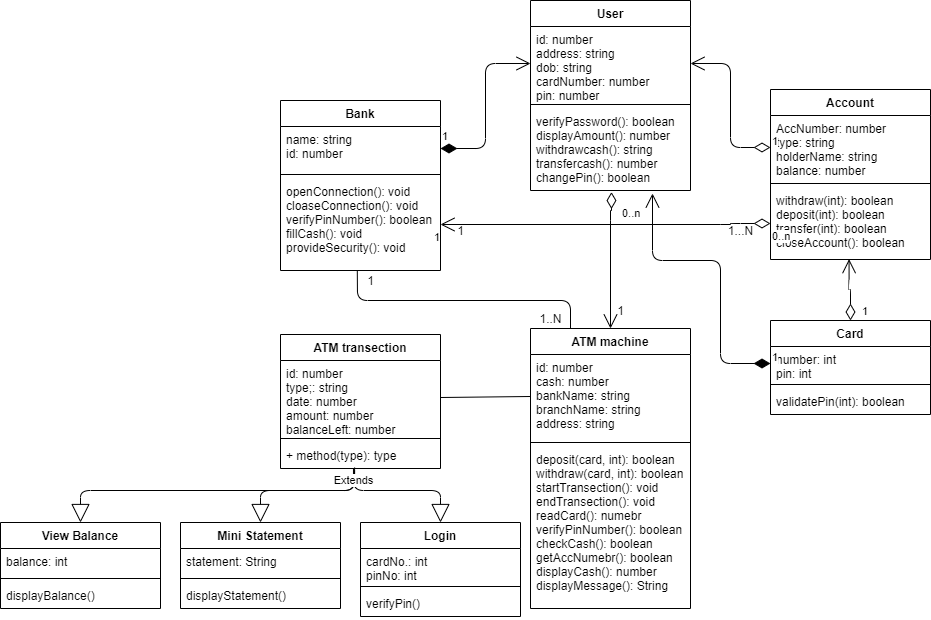 User
id: number
address: string
dob: string
cardNumber: number
pin: number
verifyPassword(): boolean
displayAmount(): number
withdrawcash(): string
transfercash(): number
changePin(): boolean
Bank
name: string
id: number
openConnection(): void
cloaseConnection(): void
verifyPinNumber(): boolean
fillCash(): void
provideSecurity(): void
1
1
1
1...N
0..n
1
Account
AccNumber: number
type: string
holderName: string
balance: number
withdraw(int): boolean
deposit(int): boolean
transfer(int): boolean
closeAccount(): boolean
1
0..n
1
1..N
1
Card
number: int
pin: int
validatePin(int): boolean
1
1
ATM transection
id: number
type;: string
date: number
amount: number
balanceLeft: number
+ method(type): type
Extends
ATM machine
id: number
cash: number
bankName: string
branchName: string
address: string
deposit(card, int): boolean
withdraw(card, int): boolean
startTransection(): void
endTransection(): void
readCard(): numebr
verifyPinNumber(): boolean
checkCash(): boolean
getAccNumebr(): boolean
displayCash(): number
displayMessage(): String
View Balance
balance: int
displayBalance()
Mini Statement
statement: String
displayStatement()
Login
cardNo.: int
pinNo: int
verifyPin()